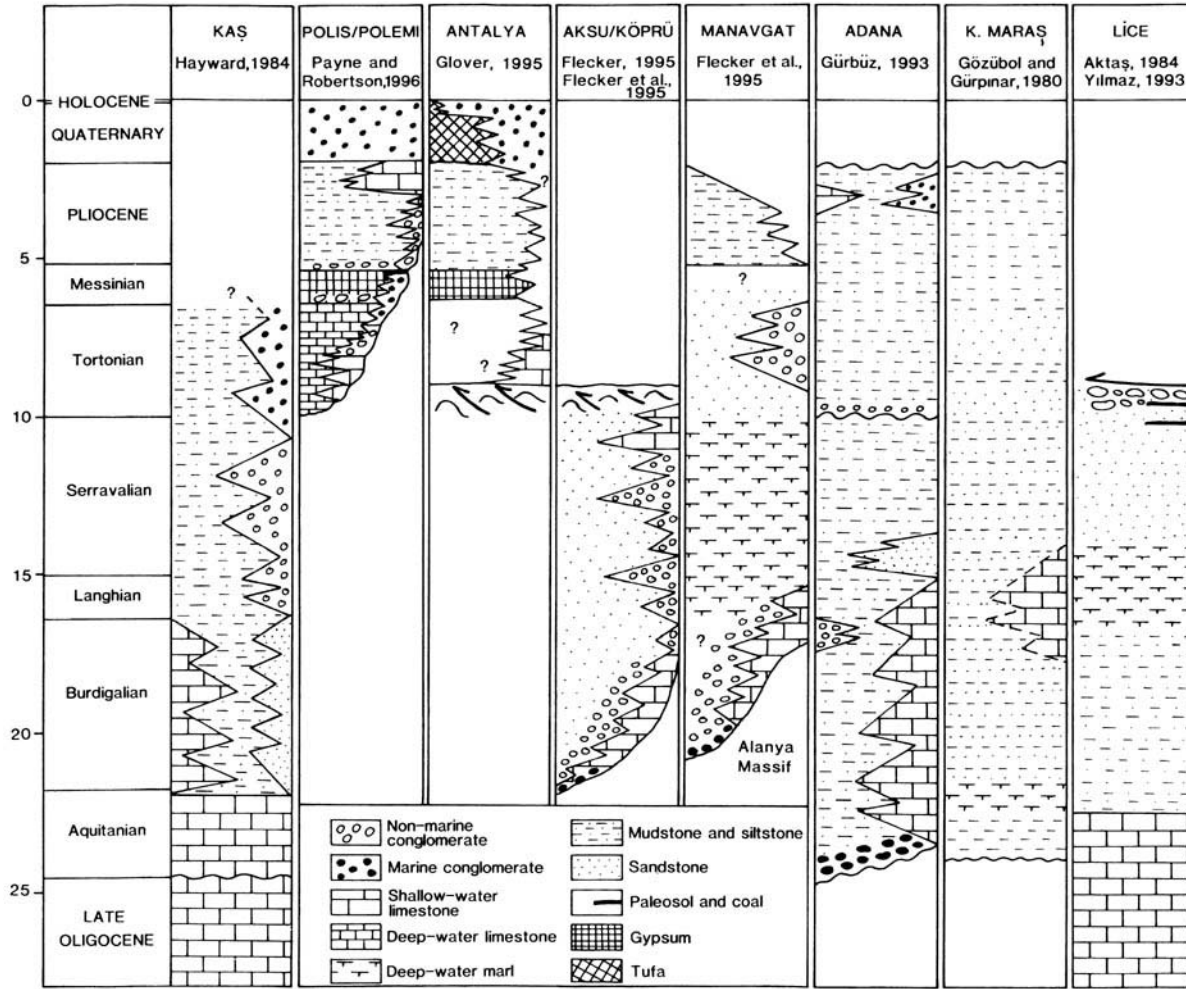 KAŞ
Hayward, 1984
POLIS/POLEMI
Payne and
Robertson,1996
ANTALYA
Glover, 1995
AKSU/KÖPRÜ
Flecker, 1995
Flecker et al.,
1995
MANAVGAT
Flecker et al.,
1995
ADANA
Gürbüz, 1993
K. MARAŞ
Gözübol and
Gürpınar, 1980
LİCE
Aktaş, 1984
Yılmaz, 1993
0
HOLOCENE
QUATERNARY
PLIOCENE
?
5
Messinian
?
?
Tortonian
?
?
10
Serravalian
15
Langhian
?
Burdigalian
20
Alanya
Massif
Aquitanian
25
LATE
OLIGOCENE
Non-marine
conglomerate
Marine conglomerate
Shallow-water
limestone
Deep-water limestone
Deep-water marl
Mudstone and siltstone
Sandstone
Paleosol and coal
Gypsum
Tufa